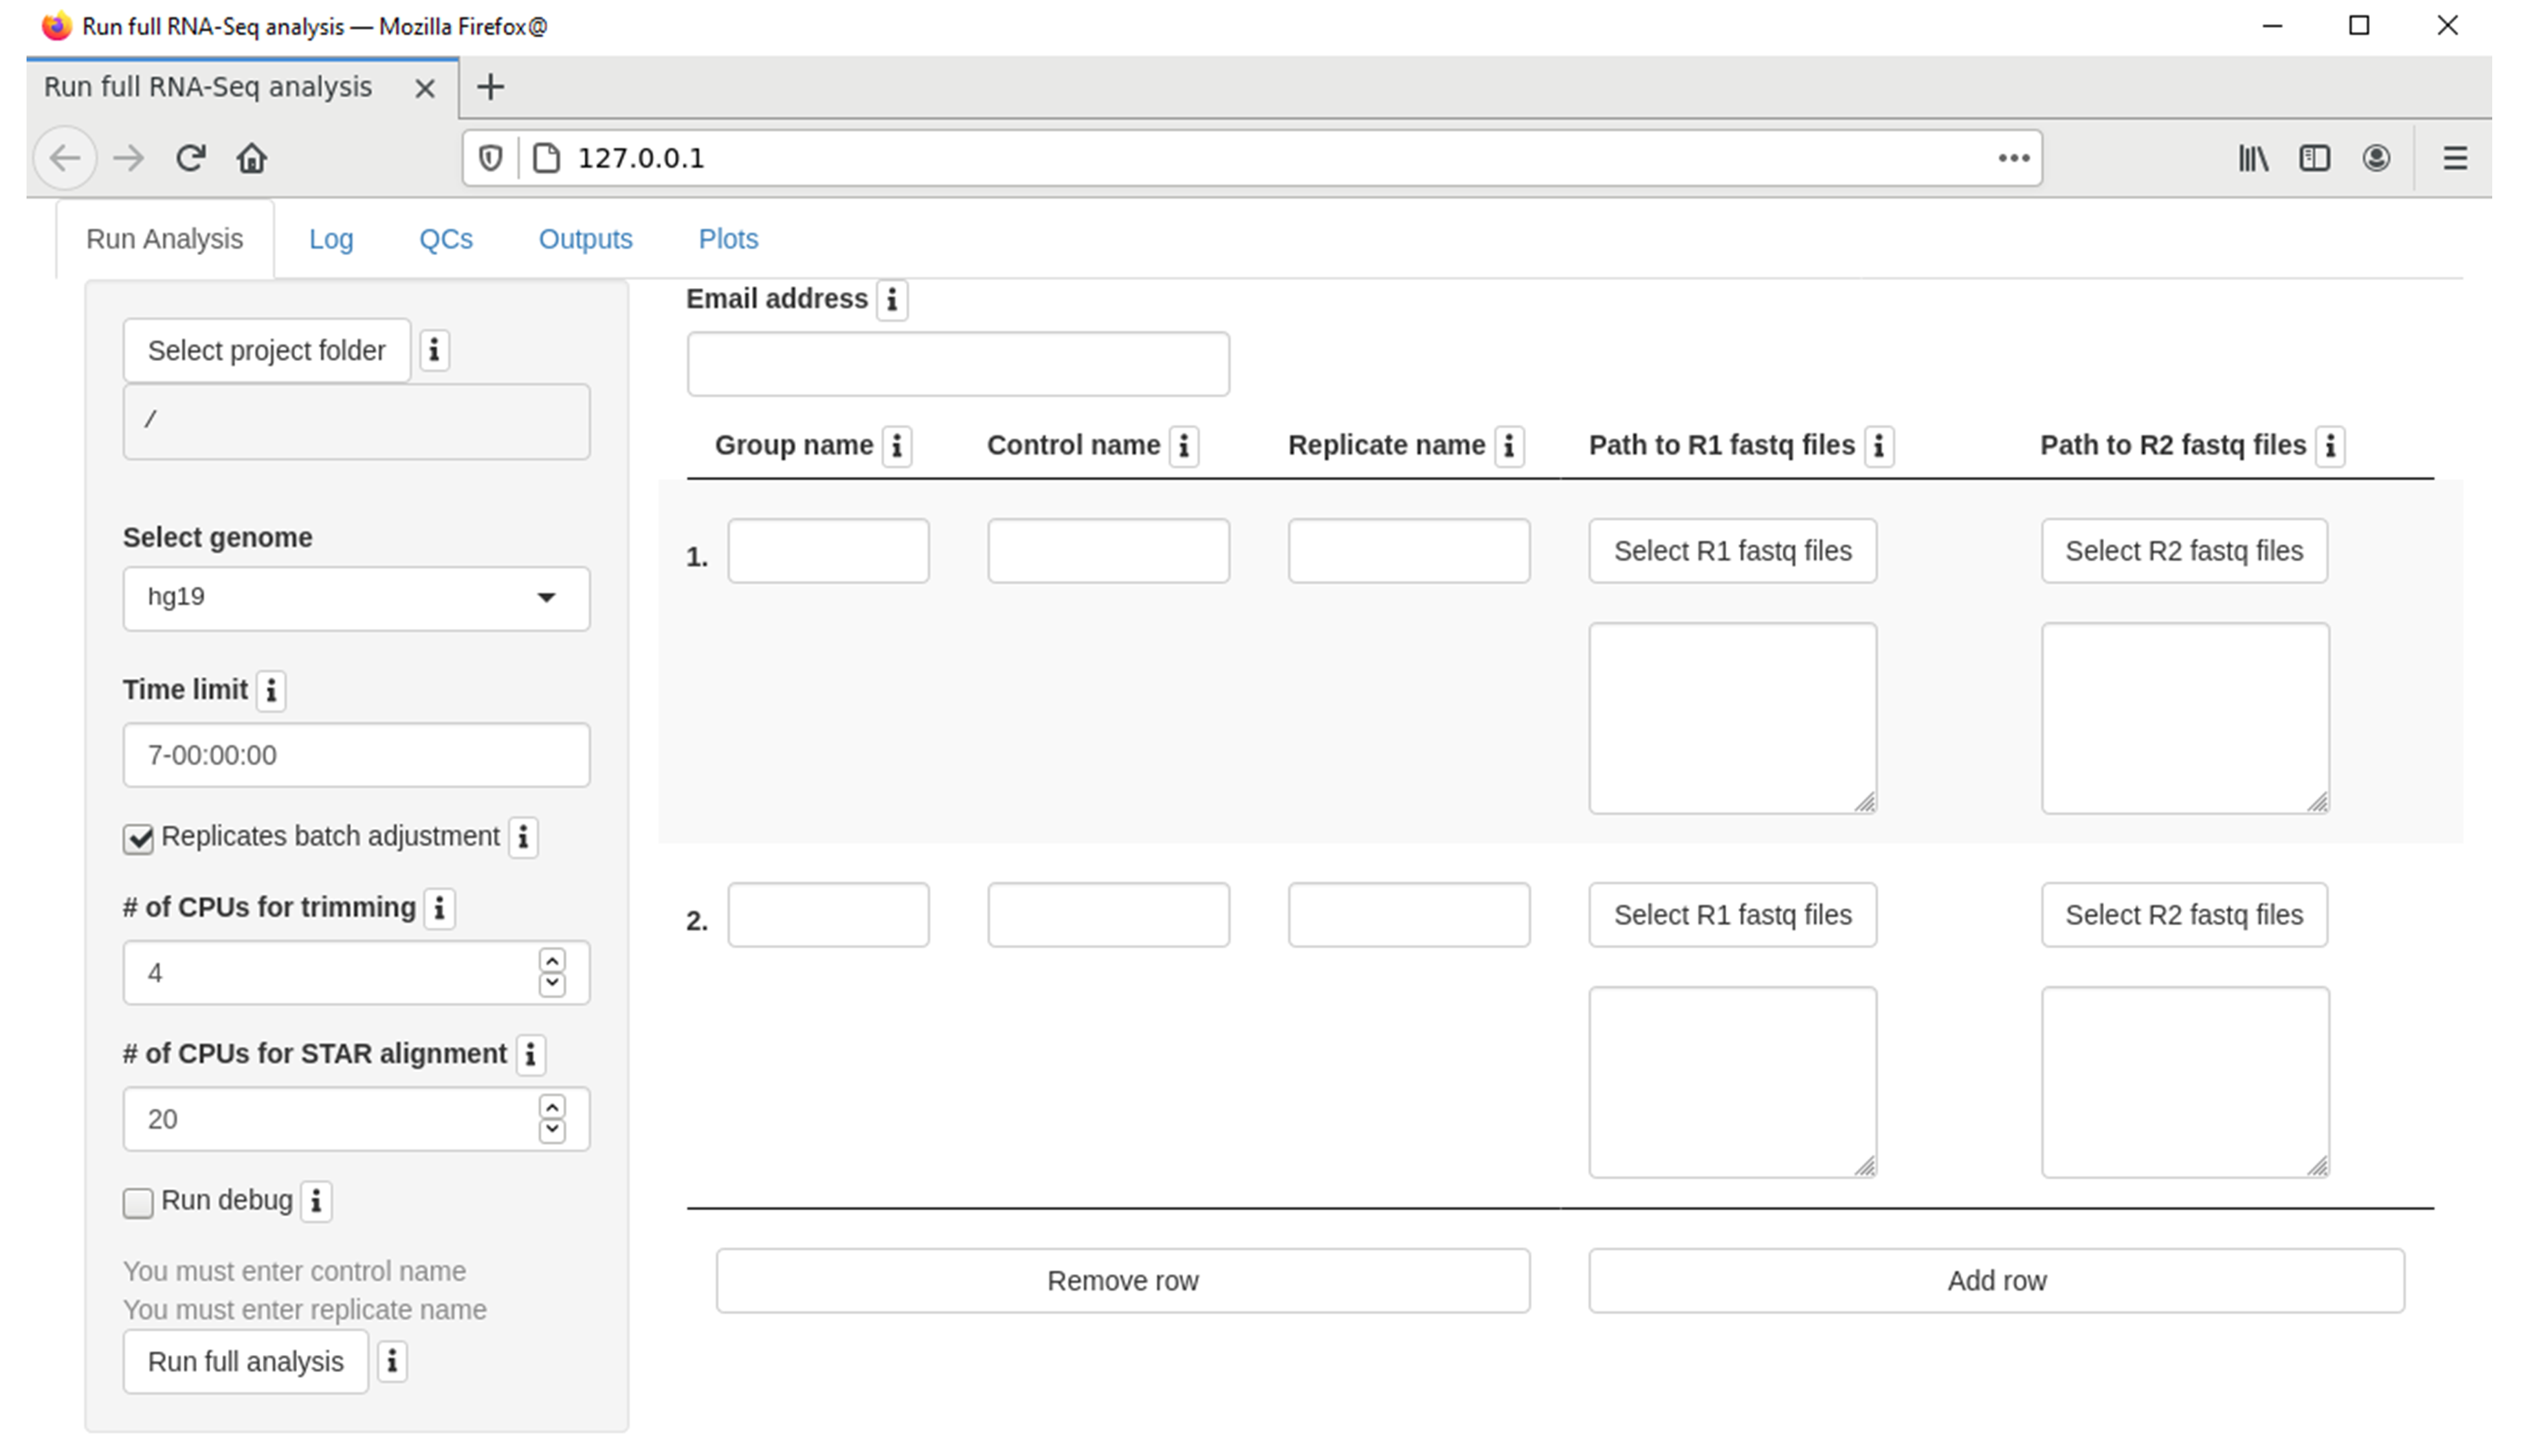 Run full RNA-Seq analysis — Mozilla Firefox@
Run full RNA-Seq analysis
127.0.0.1
Run Analysis Log QCs Outputs Plots
Select project folder i
/
Select genome
hg19
Time limit i
7-00:00:00
Replicates batch adjustment i
# of CPUs for trimming i
4
# of CPUs for STAR alignment i
20
Run debug i
You must enter control name
You must enter replicate name
Run full analysis i
Email address i
Group name i Control name i Replicate name i Path to R1 fastq files i Path to R2 fastq files i
1. Select R1 fastq files Select R2 fastq files
2. Select R1 fastq files Select R2 fastq files
Remove row Add row